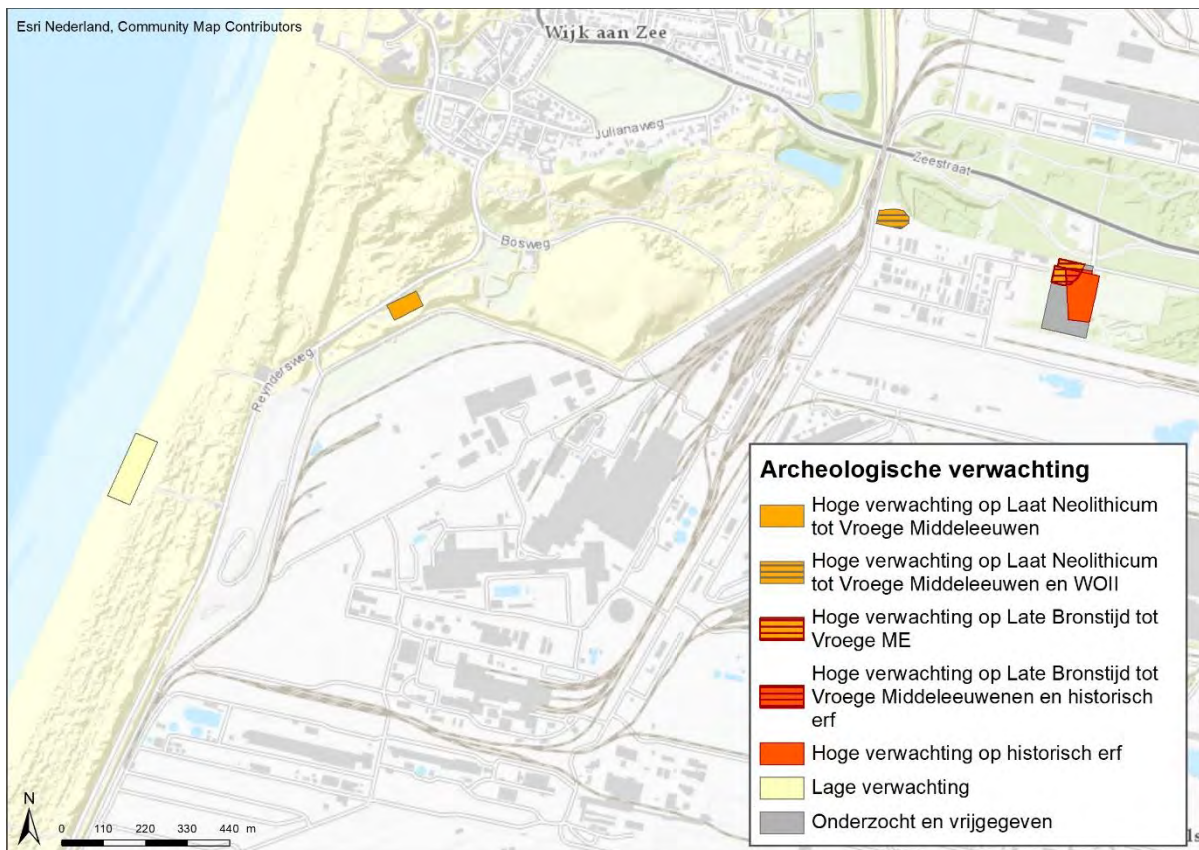 Esri Nederland, Community Map Contributors
Wijk aan Zee
Julianaweg
Zeestraat
Bosweg
Reyndersweg
Archeologische verwachting
Hoge verwachting op Laat Neolithicum
tot Vroege Middeleeuwen
Hoge verwachting op Laat Neolithicum
tot Vroege Middeleeuwen en WOII
Hoge verwachting op Late Bronstijd tot
Vroege ME
Hoge verwachting op Late Bronstijd tot
Vroege Middeleeuwenen en historisch
erf
Hoge verwachting op historisch erf
Lage verwachting
Onderzocht en vrijgegeven
N
0 110 220 330 440 m